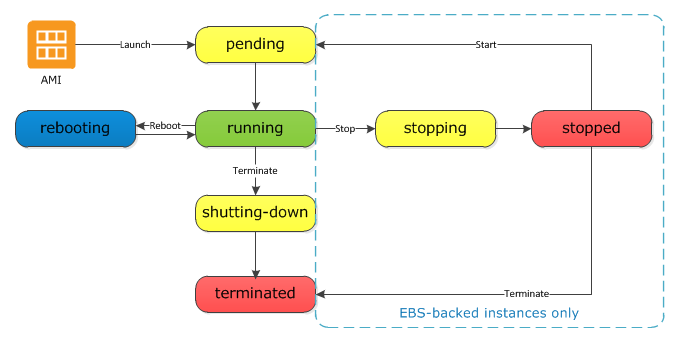 Launch
pending
Start
AMI
rebooting
Reboot
running
Stop
stopping
stopped
Terminate
shutting-down
terminated
Terminate
EBS-backed instances only